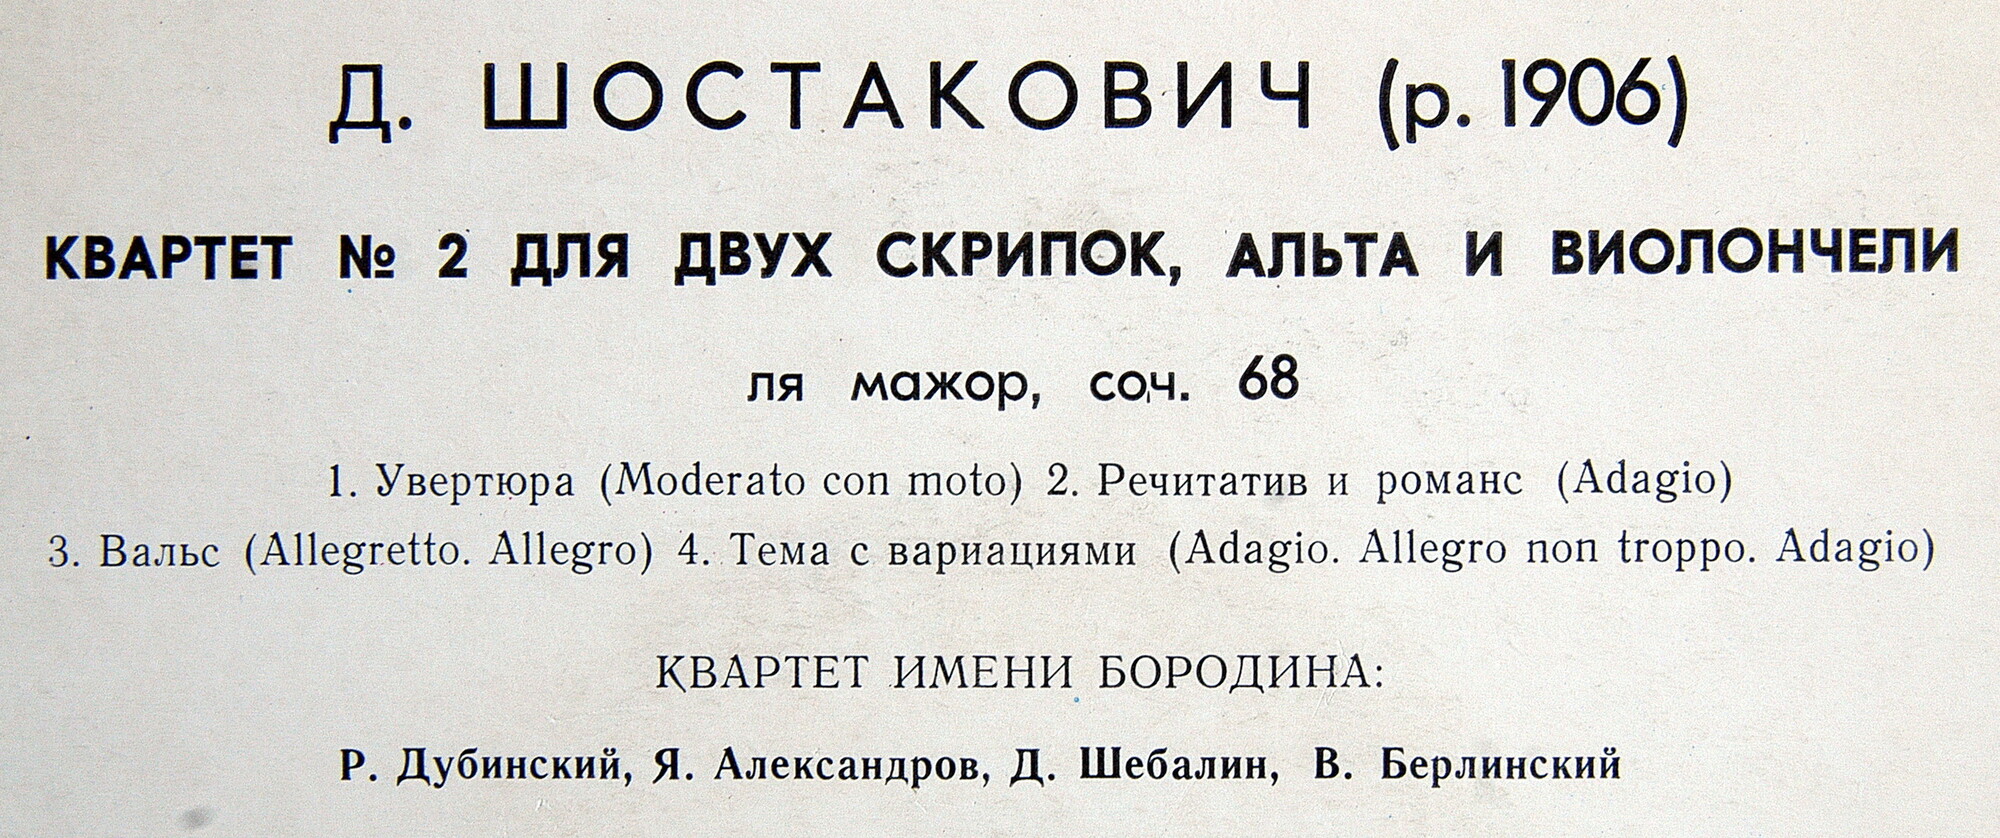 Д. ШОСТАКОВИЧ (р. 1906)
КВАРТЕТ № 2 ДЛЯ ДВУХ СКРИПОК, АЛЬТА И ВИОЛОНЧЕЛИ
ля мажор, соч. 68
1. Увертюра (Moderato con moto) 2. Речитатив и романс (Adagio)
3. Вальс (Allegretto. Allegro) 4. Тема с вариациями (Adagio. Allegro non troppo. Adagio)
КВАРТЕТ ИМЕНИ БОРОДИНА:
Р. Дубинский, Я. Александров, Д. Шебалин, В. Берлинский